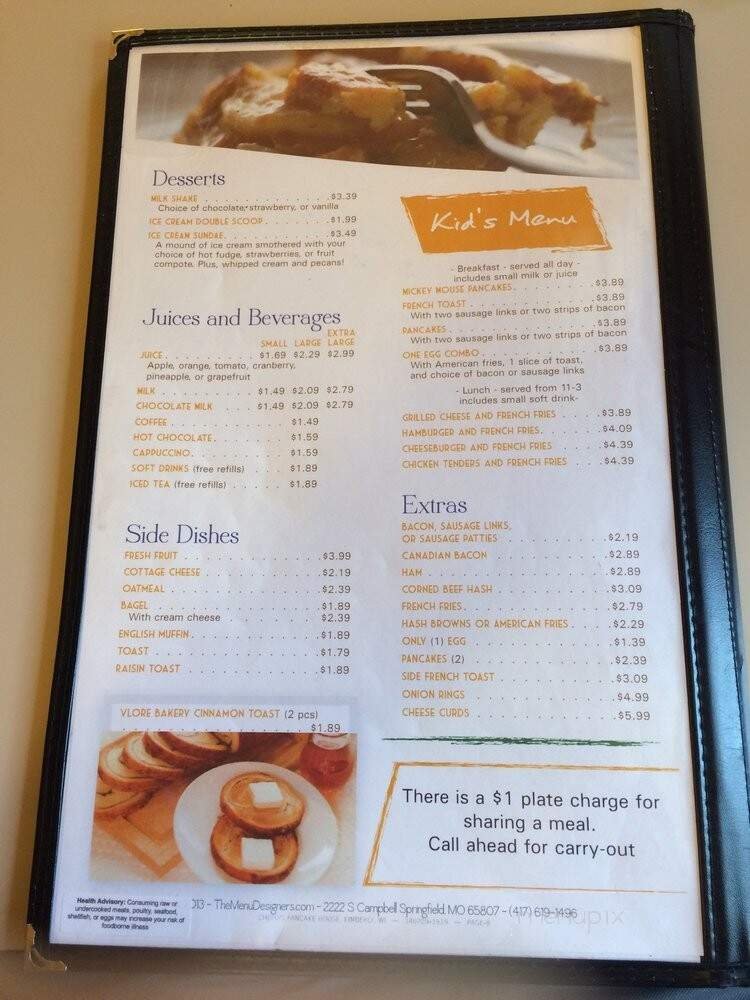 Desserts
MILK SHAKE . . . . . . . . . . . . . $3.39
Choice of chocolate, strawberry, or vanilla
ICE CREAM DOUBLE SCOOP . . . . . . . $1.99
ICE CREAM SUNDAE. . . . . . . . . . . $3.49
A mound of ice cream smothered with your
choice of hot fudge, strawberries, or fruit
compote. Plus, whipped cream and pecans!
Juices and Beverages
SMALL LARGE EXTRA LARGE
JUICE . . . . . . . . $1.69 $2.29 $2.99
Apple, orange, tomato, cranberry,
pineapple, or grapefruit
MILK . . . . . . . . $1.49 $2.09 $2.79
CHOCOLATE MILK . . . . $1.49 $2.09 $2.79
COFFEE . . . . . . . . . . $1.49
HOT CHOCOLATE. . . . . . . $1.59
CAPPUCCINO. . . . . . . . . $1.59
SOFT DRINKS (free refills) . . . $1.89
ICED TEA (free refills) . . . . . $1.89
Side Dishes
FRESH FRUIT . . . . . . . . . . . . $3.99
COTTAGE CHEESE . . . . . . . . . . $2.19
OATMEAL . . . . . . . . . . . . . $2.39
BAGEL . . . . . . . . . . . . . . $1.89
With cream cheese . . . . . . . . $2.39
ENGLISH MUFFIN . . . . . . . . . . $1.89
TOAST . . . . . . . . . . . . . . $1.79
RAISIN TOAST . . . . . . . . . . . $1.89
VLORE BAKERY CINNAMON TOAST (2 pcs)
. . . . . . . . . . . . . . . . $1.89
Kid's Menu
- Breakfast - served all day -
includes small milk or juice
MICKEY MOUSE PANCAKES. . . . . . . . $3.89
FRENCH TOAST . . . . . . . . . . . . $3.89
With two sausage links or two strips of bacon
PANCAKES . . . . . . . . . . . . . . $3.89
With two sausage links or two strips of bacon
ONE EGG COMBO . . . . . . . . . . . $3.89
With American fries, 1 slice of toast,
and choice of bacon or sausage links
- Lunch - served from 11-3
includes small soft drink-
GRILLED CHEESE AND FRENCH FRIES . . . . . $3.89
HAMBURGER AND FRENCH FRIES. . . . . . . $4.09
CHEESEBURGER AND FRENCH FRIES . . . . . $4.39
CHICKEN TENDERS AND FRENCH FRIES . . . . $4.39
Extras
BACON, SAUSAGE LINKS,
OR SAUSAGE PATTIES . . . . . . . . . $2.19
CANADIAN BACON . . . . . . . . . . . $2.89
HAM . . . . . . . . . . . . . . . . $2.89
CORNED BEEF HASH . . . . . . . . . . $3.09
FRENCH FRIES. . . . . . . . . . . . . $2.79
HASH BROWNS OR AMERICAN FRIES . . . . $2.29
ONLY (1) EGG . . . . . . . . . . . . $1.39
PANCAKES (2) . . . . . . . . . . . . $2.39
SIDE FRENCH TOAST . . . . . . . . . . $3.09
ONION RINGS . . . . . . . . . . . . $4.99
CHEESE CURDS . . . . . . . . . . . . $5.99
There is a $1 plate charge for
sharing a meal.
Call ahead for carry-out
Health Advisory: Consuming raw or
undercooked meats, poultry, seafood,
shellfish, or eggs may increase your risk of
foodborne illness
013 - TheMenuDesigners.com - 2222 S Campbell Springfield, MO 65807 - (417) 619-1496
PANCAKE HOUSE
menupix